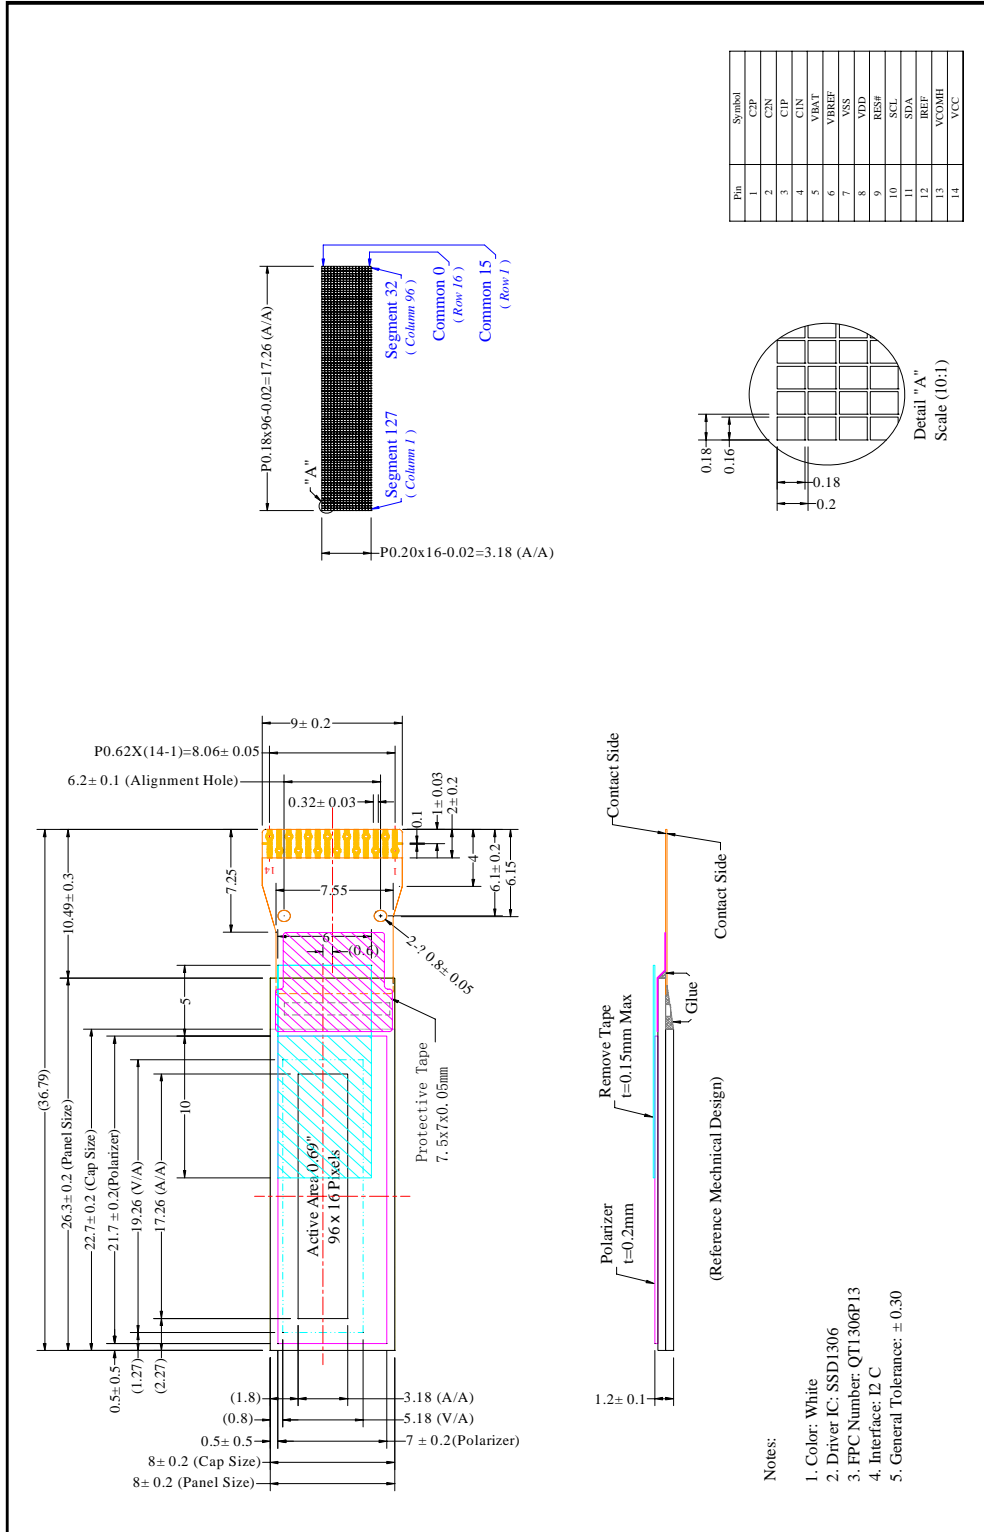 Pin Symbol
1 C2P
2 C2N
3 C1P
4 C1N
5 VBAT
6 VBREF
7 VSS
8 VDD
9 RES#
10 SCL
11 SDA
12 IREF
13 VCOMH
14 VCC
P0.18x96-0.02=17.26 (A/A)
"A"
Segment 127
( Column 1 )
Segment 32
( Column 96 )
Common 0
( Row 16 )
Common 15
( Row 1 )
P0.20x16-0.02=3.18 (A/A)
0.18
0.16
0.18
0.2
Detail "A"
Scale (10:1)
9± 0.2
P0.62X(14-1)=8.06± 0.05
6.2± 0.1 (Alignment Hole)
0.32± 0.03
0.1
1± 0.03
2± 0.2
4
6.1± 0.2
6.15
14
1
7.25
7.55
10.49± 0.3
(36.79)
6
(0.6)
2-? 0.8± 0.05
5
10
26.3± 0.2 (Panel Size)
22.7± 0.2 (Cap Size)
21.7 ± 0.2(Polarizer)
19.26 (V/A)
17.26 (A/A)
Protective Tape
7.5x7x0.05mm
Active Area 0.69"
96 x 16 Pixels
0.5± 0.5
(1.27)
(2.27)
(1.8)
3.18 (A/A)
(0.8)
5.18 (V/A)
0.5± 0.5
7 ± 0.2(Polarizer)
8± 0.2 (Cap Size)
8± 0.2 (Panel Size)
Contact Side
Contact Side
Glue
Remove Tape
t=0.15mm Max
Polarizer
t=0.2mm
(Reference Mechnical Design)
1.2± 0.1
Notes:
1. Color: White
2. Driver IC: SSD1306
3. FPC Number: QT1306P13
4. Interface: I2 C
5. General Tolerance: ± 0.30